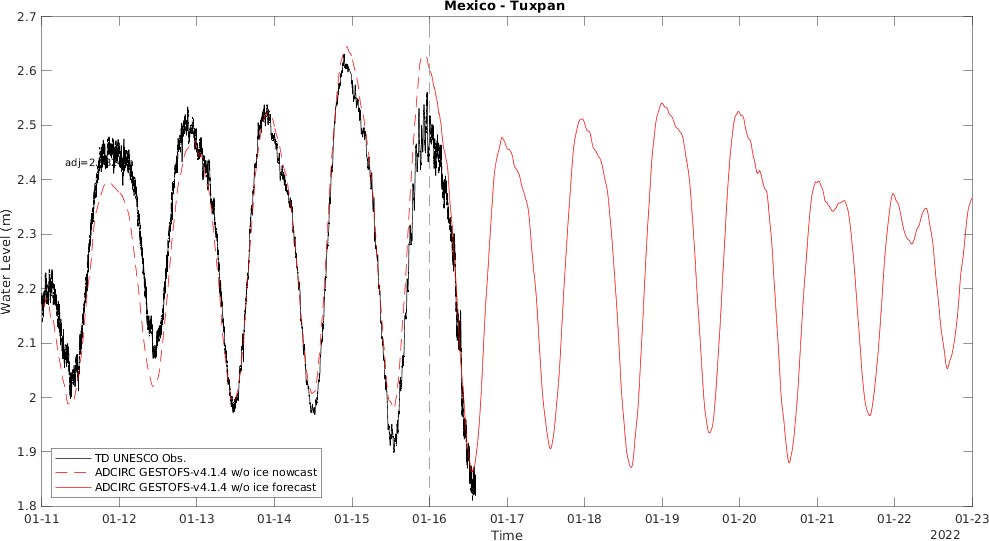 Mexico - Tuxpan
2.7
2.6
2.5
2.4
2.3
2.2
2.1
2
1.9
1.8
Water Level (m)
TD UNESCO Obs.
ADCIRC GESTOFS-v4.1.4 w/o ice nowcast
ADCIRC GESTOFS-v4.1.4 w/o ice forecast
01-11 01-12 01-13 01-14 01-15 01-16 01-17 01-18 01-19 01-20 01-21 01-22 01-23
Time
2022